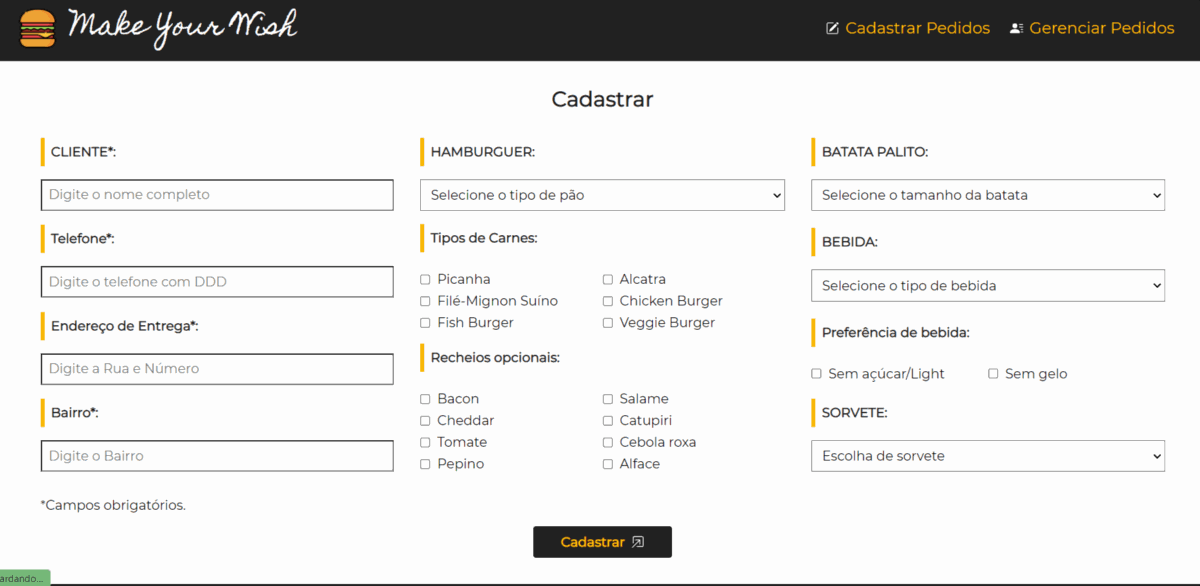 Make Your Wish
Cadastrar Pedidos
Gerenciar Pedidos
Cadastrar
CLIENTE*:
Digite o nome completo
Telefone*:
Digite o telefone com DDD
Endereço de Entrega*:
Digite a Rua e Número
Bairro*:
Digite o Bairro
*Campos obrigatórios.
HAMBURGUER:
Selecione o tipo de pão
Tipos de Carnes:
Picanha
Alcatra
Filé-Mignon Suíno
Chicken Burger
Fish Burger
Veggie Burger
Recheios opcionais:
Bacon
Salame
Cheddar
Catupiri
Tomate
Cebola roxa
Pepino
Alface
BATATA PALITO:
Selecione o tamanho da batata
BEBIDA:
Selecione o tipo de bebida
Preferência de bebida:
Sem açúcar/Light
Sem gelo
SORVETE:
Escolha de sorvete
Cadastrar
ardando...